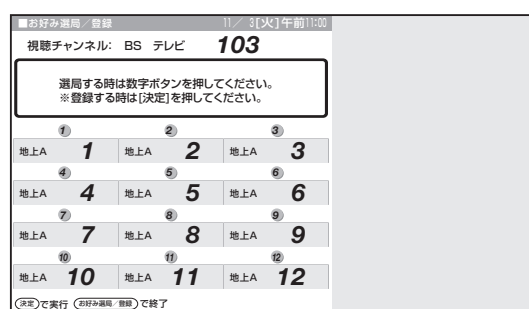 ■お好み選局／登録 11／ 3[火]午前11:00
視聴チャンネル: BS テレビ 103
選局する時は数字ボタンを押してください。
※登録する時は[決定]を押してください。
1 2 3
地上A 1 地上A 2 地上A 3
4 5 6
地上A 4 地上A 5 地上A 6
7 8 9
地上A 7 地上A 8 地上A 9
10 11 12
地上A 10 地上A 11 地上A 12
決定で実行 お好み選局／登録で終了